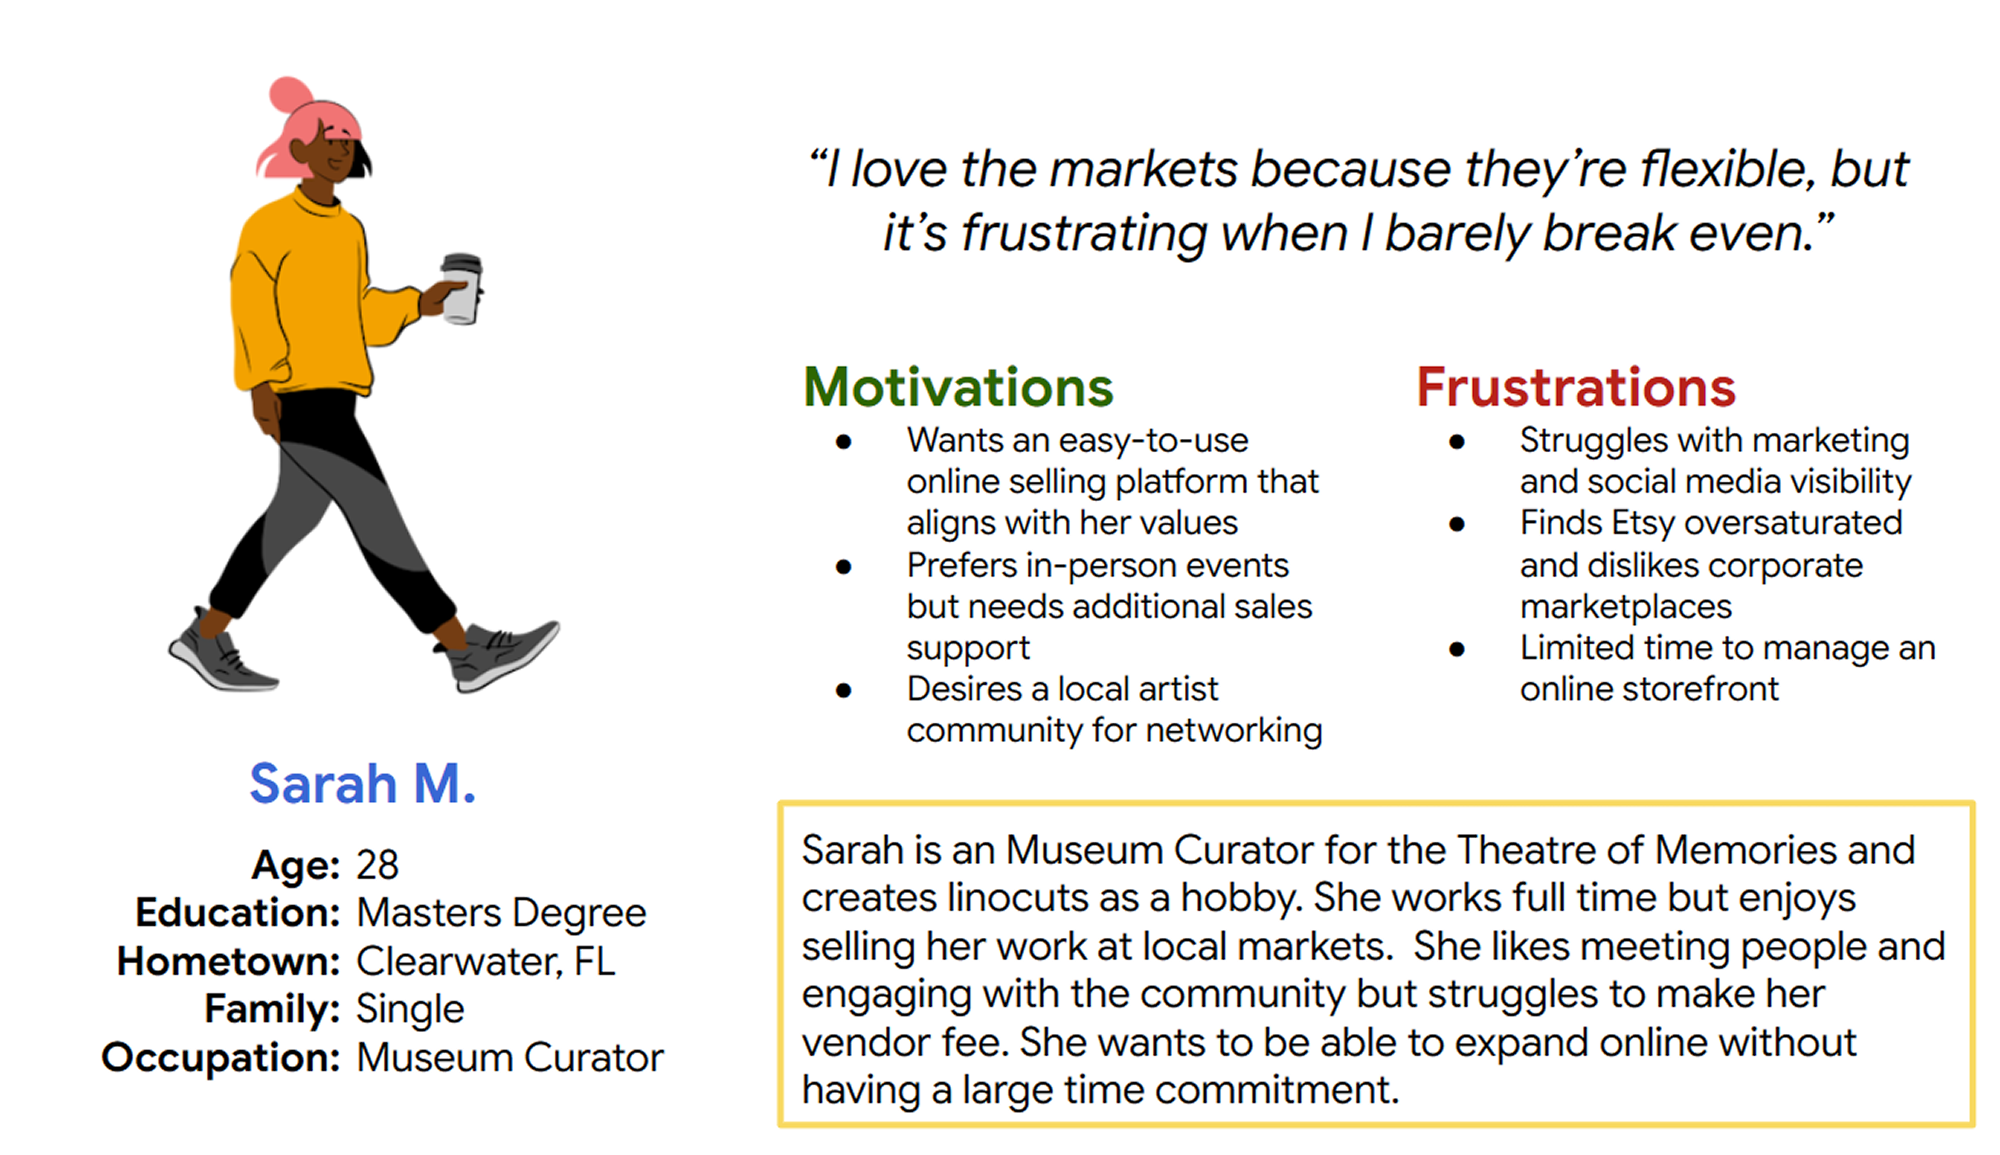 “I love the markets because they’re flexible, but
it’s frustrating when I barely break even.”
Motivations
● Wants an easy-to-use
online selling platform that
aligns with her values
● Prefers in-person events
but needs additional sales
support
● Desires a local artist
community for networking
Frustrations
● Struggles with marketing
and social media visibility
● Finds Etsy oversaturated
and dislikes corporate
marketplaces
● Limited time to manage an
online storefront
Sarah M.
Age: 28
Education: Masters Degree
Hometown: Clearwater, FL
Family: Single
Occupation: Museum Curator
Sarah is an Museum Curator for the Theatre of Memories and
creates linocuts as a hobby. She works full time but enjoys
selling her work at local markets.  She likes meeting people and
engaging with the community but struggles to make her
vendor fee. She wants to be able to expand online without
having a large time commitment.